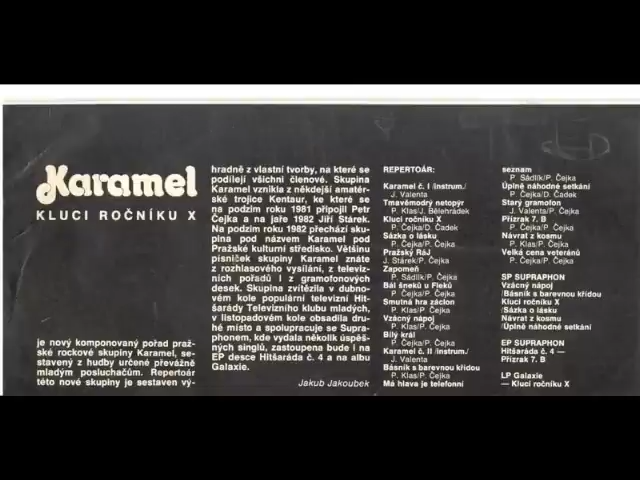 Karamel
KLUCI ROČNÍKU X
je nový komponovaný pořad praž-
ské rockové skupiny Karamel, se-
stavený z hudby určené převážně
mladým posluchačům. Repertoár
této nové skupiny je sestaven vý-
hradně z vlastní tvorby, na které se
podílejí všichni členové. Skupina
Karamel vznikla z někdejší amatér-
ské trojice Kentaur, ke které se
na podzim roku 1981 připojil Petr
Čejka a na jaře 1982 Jiří Stárek.
Na podzim roku 1982 přechází sku-
pina pod názvem Karamel pod
Pražské kulturní středisko. Většinu
písniček skupiny Karamel znáte
z rozhlasového vysílání, z televiz-
ních pořadů i z gramofonových
desek. Skupina zvítězila v dubno-
vém kole populární televizní Hit-
šarády Televizního klubu mladých,
v listopadovém kole obsadila dru-
hé místo a spolupracuje se Supra-
phonem, kde vydala několik úspěš-
ných singlů, zastoupena bude i na
EP desce Hitšaráda č. 4 a na albu
Galaxie.
Jakub Jakoubek
REPERTOÁR:
Karamel č. I /instrum./
J. Valenta
Tmavěmodrý netopýr
P. Klas/J. Bělehrádek
Kluci ročníku X
P. Čejka/D. Čadek
Sázka o lásku
P. Čejka/P. Čejka
Pražský Ráj
J. Stárek/P. Čejka
Zapomeň
P. Sádlík/P. Čejka
Bál šneků u Fleků
P. Čejka/P. Čejka
Smutná hra záclon
P. Klas/P. Čejka
Vzácný nápoj
P. Klas/P. Čejka
Bílý král
P. Čejka/P. Čejka
Karamel č. II /instrum./
J. Valenta
Básník s barevnou křídou
P. Klas/P. Čejka
Má hlava je telefonní
seznam
P. Sádlík/P. Čejka
Úplně náhodné setkání
P. Čejka/D. Čadek
Starý gramofon
J. Valenta/P. Čejka
Přízrak 7. B
P. Čejka/P. Čejka
Návrat z kosmu
P. Klas/P. Čejka
Velká cena veteránů
P. Čejka/P. Čejka
SP SUPRAPHON
Vzácný nápoj
/Básník s barevnou křídou
Kluci ročníku X
/Sázka o lásku
Návrat z kosmu
/Úplně náhodné setkání
EP SUPRAPHON
Hitšaráda č. 4 —
Přízrak 7. B
LP Galaxie
— Kluci ročníku X